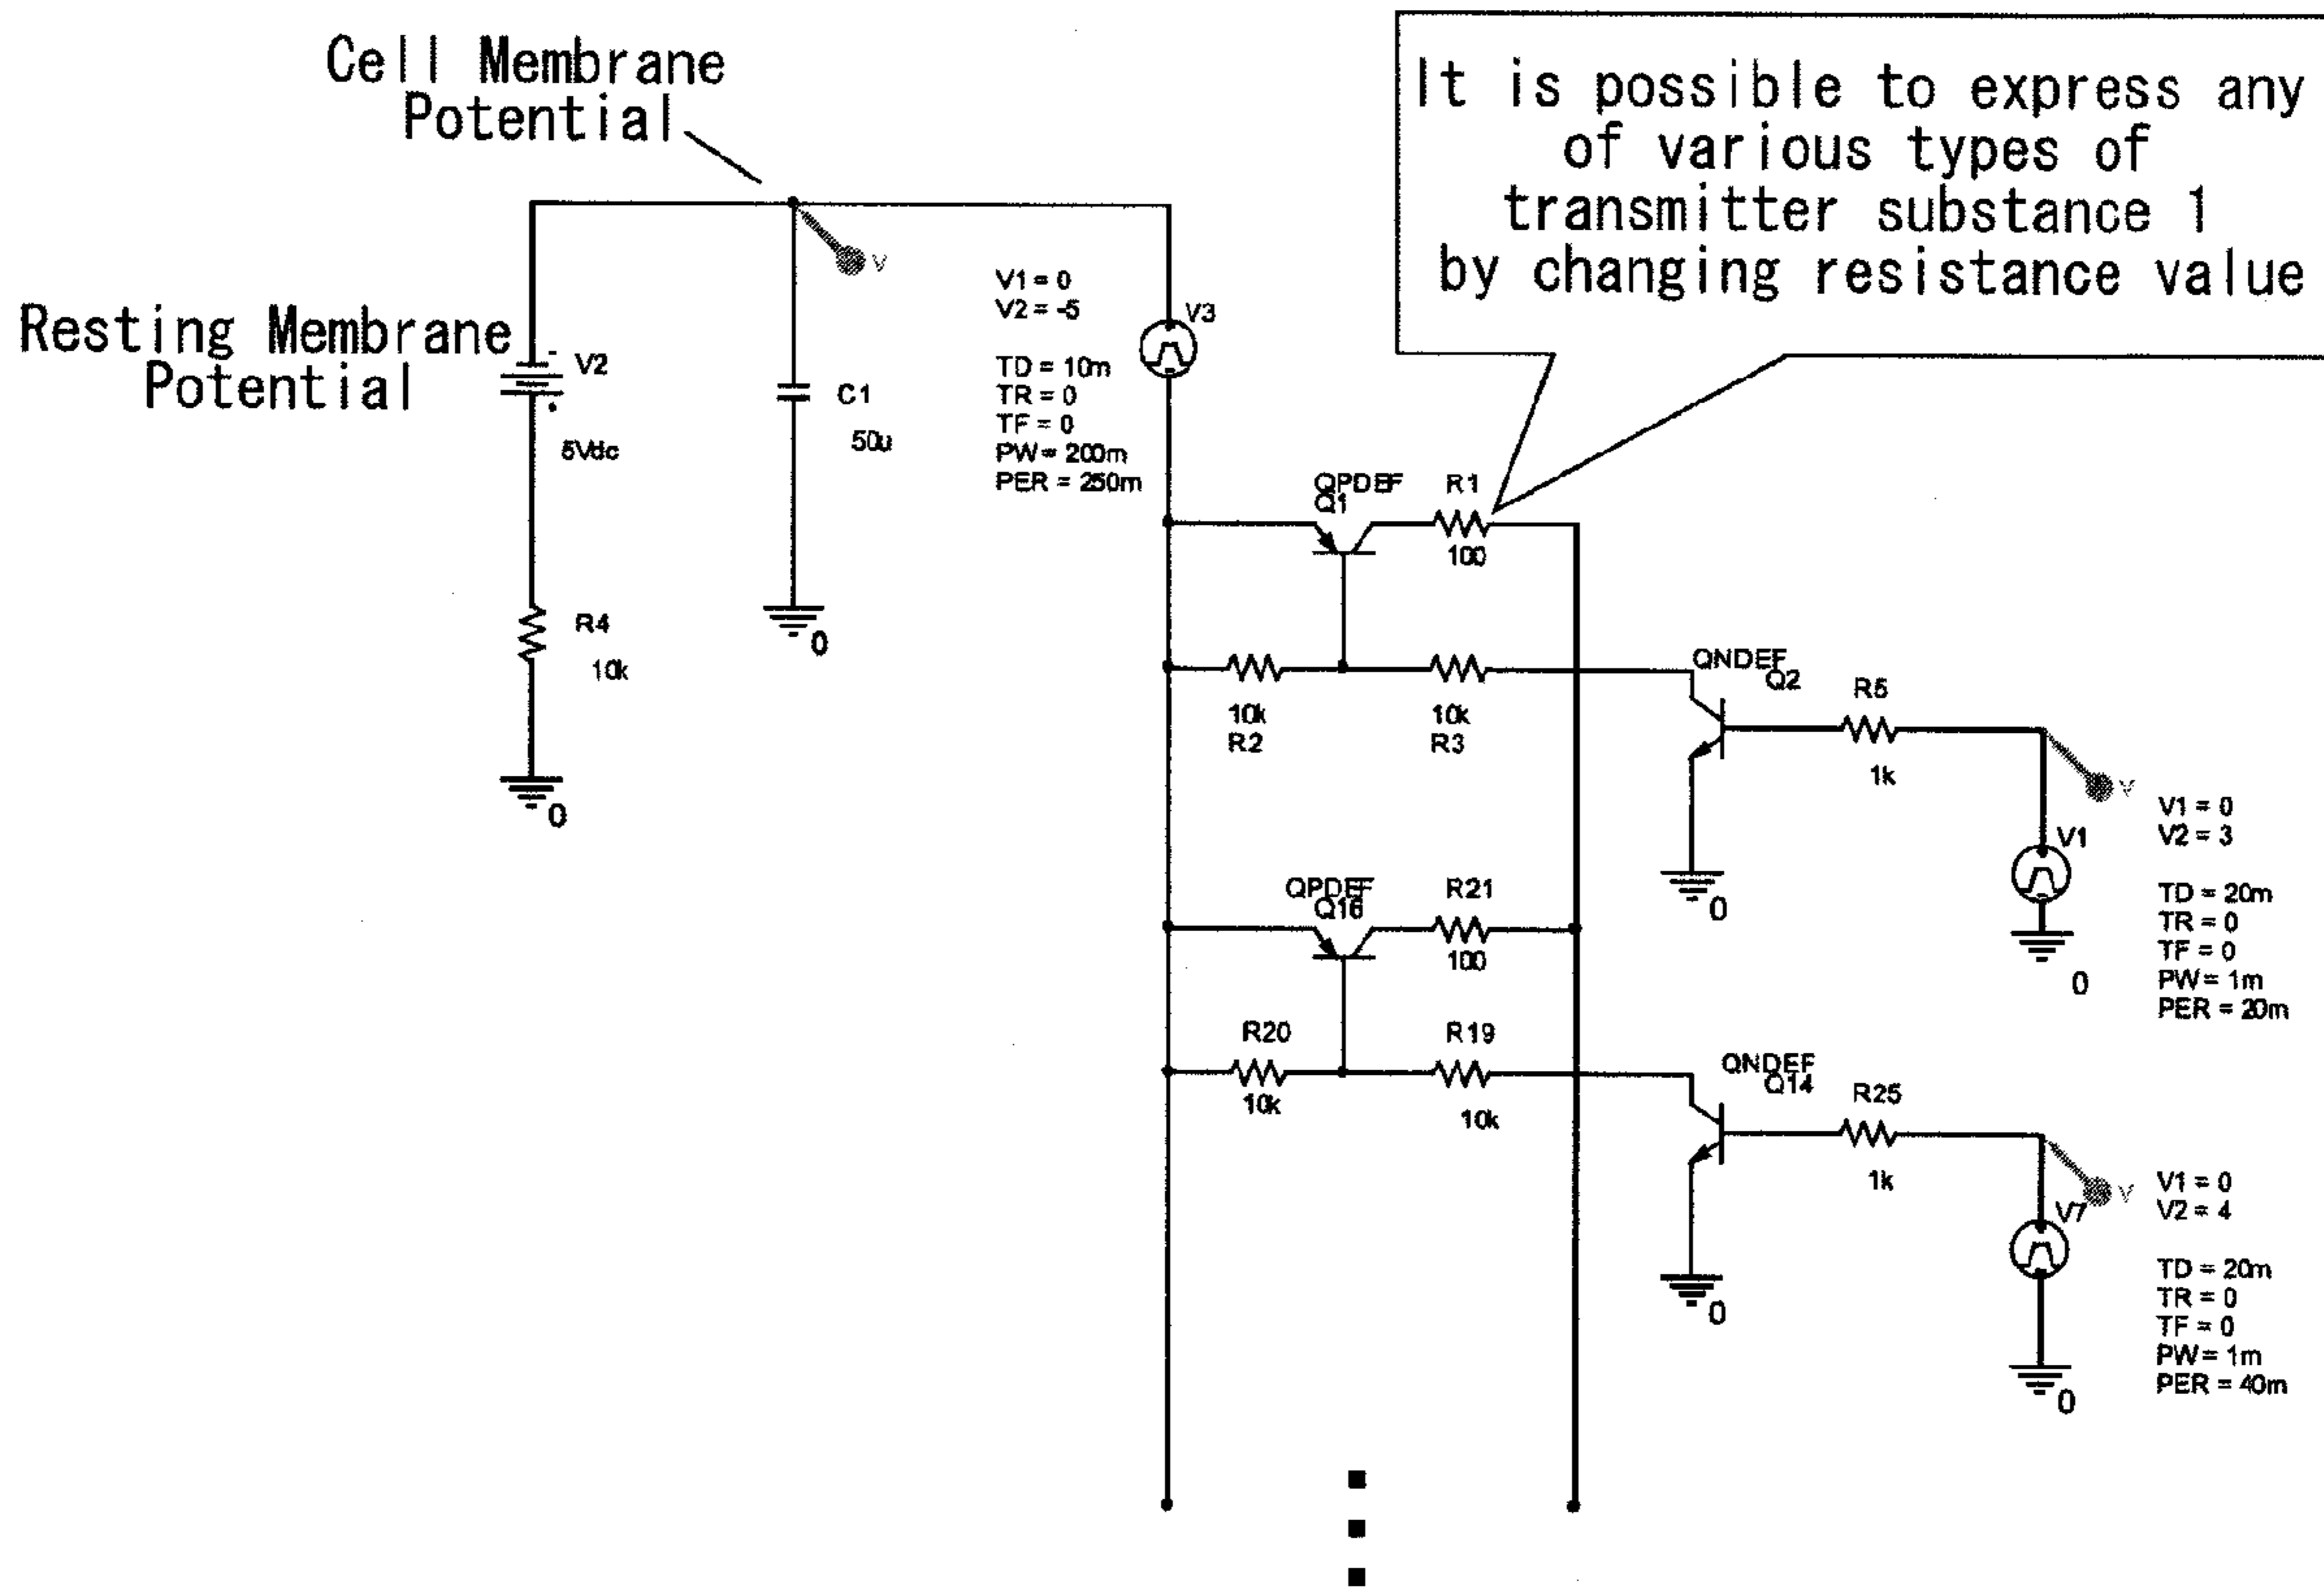 Cell Membrane
Potential
It is possible to express any
of various types of
transmitter substance 1
by changing resistance value
Resting Membrane
Potential
V2
5Vdc
C1
50u
V1 = 0
V2 = -5
TD = 10m
TR = 0
TF = 0
PW = 200m
PER = 250m
V3
V
R4
10k
0
0
QPDEF
Q1
R1
100
10k
R2
10k
R3
QNDEF
Q2
R5
1k
0
V
V1
0
V1 = 0
V2 = 3
TD = 20m
TR = 0
TF = 0
PW = 1m
PER = 20m
QPDEF
Q16
R21
100
R20
10k
R19
10k
QNDEF
Q14
R25
1k
0
V
V7
0
V1 = 0
V2 = 4
TD = 20m
TR = 0
TF = 0
PW = 1m
PER = 40m